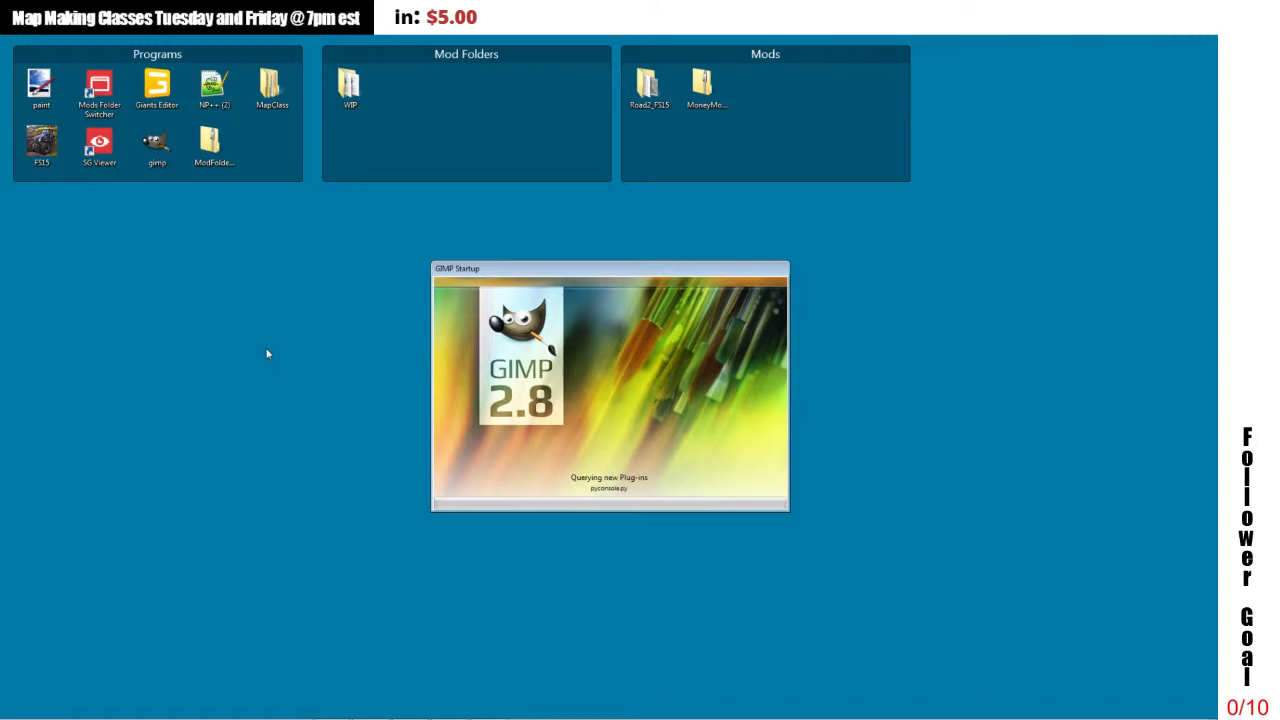 Map Making Classes Tuesday and Friday @ 7pm est
in: $5.00
Programs
Mod Folders
Mods
paint
Mods Folder
Switcher
Giants Editor
NP++ (2)
MapClass
WIP
Road2_FS15
MoneyMo...
FS15
SG Viewer
gimp
ModFolde...
GIMP Startup
GIMP
2.8
Querying new Plug-ins
pyconsole.py
Follower Goal
0/10